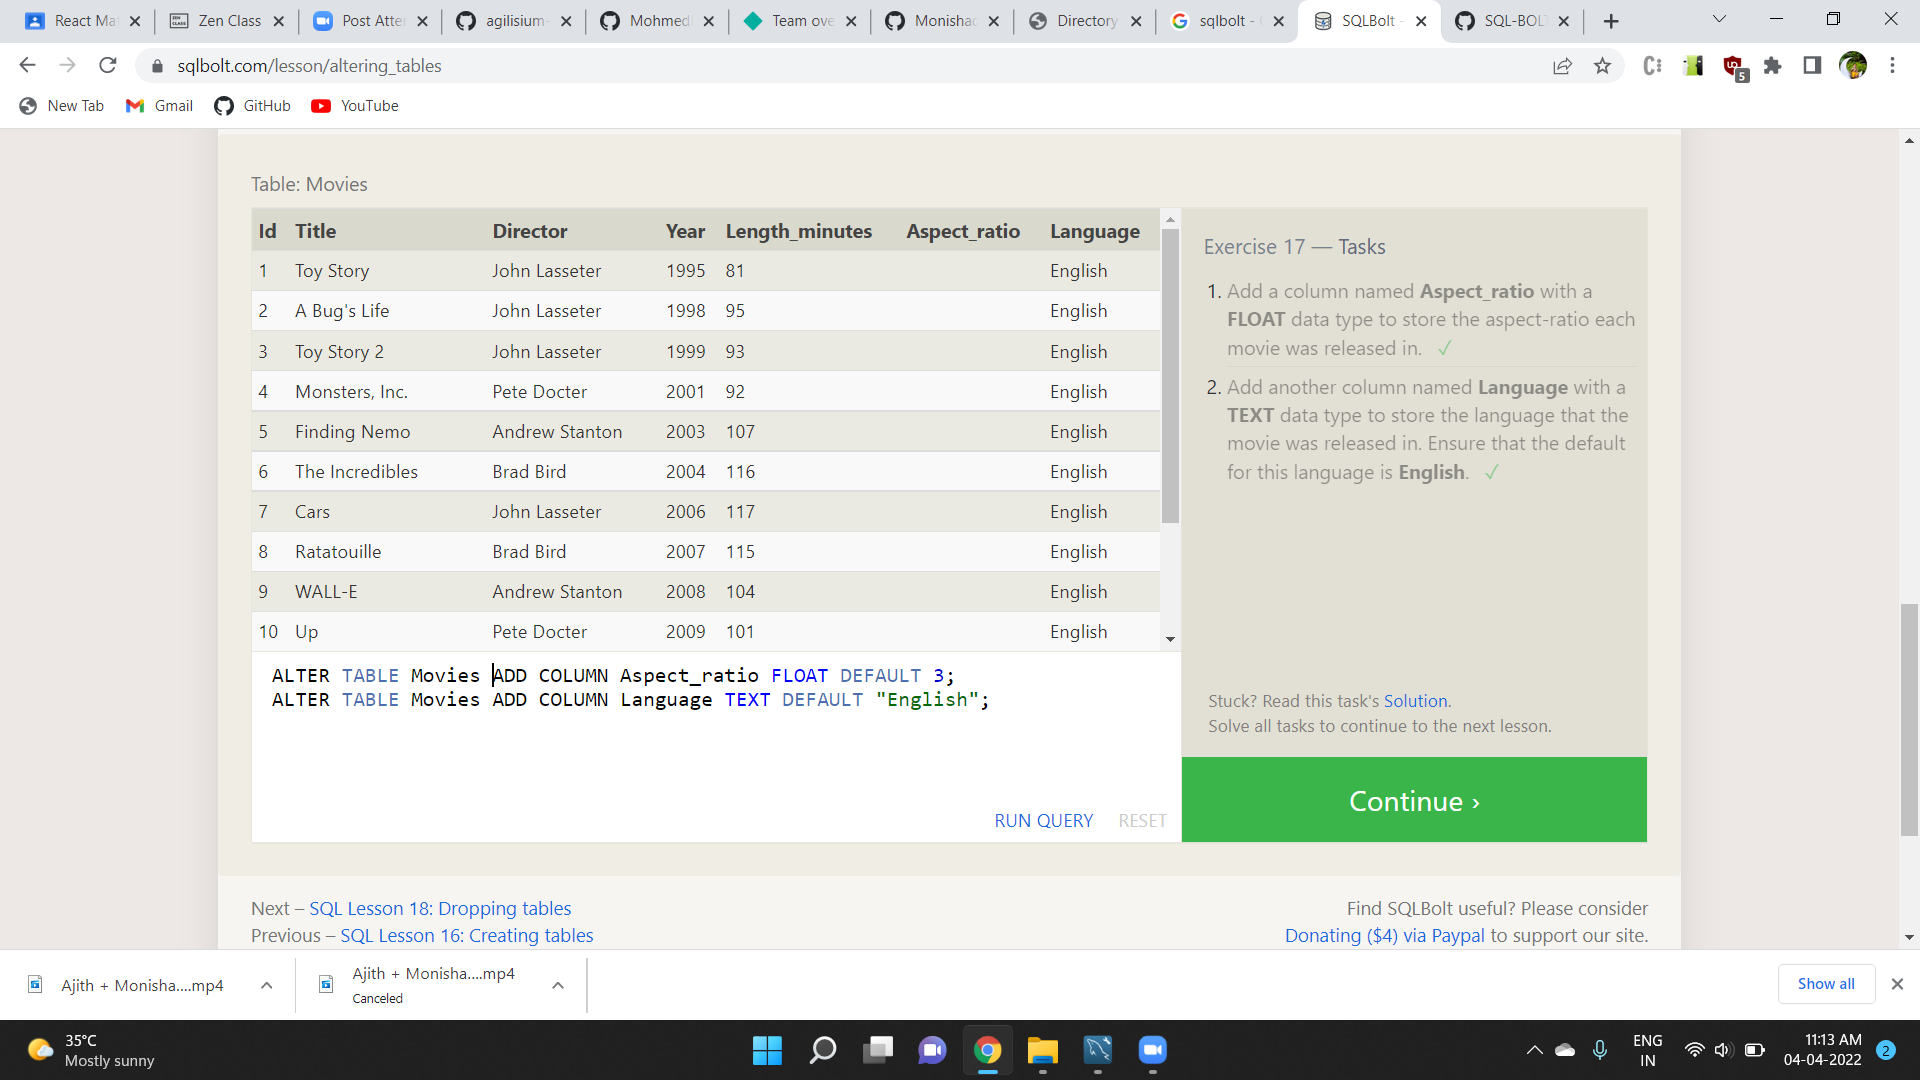 React Ma
Zen Class
Post Atte
agilisium-
Mohmed
Team ove
Monishac
Directory
sqlbolt -
SQLBolt -
SQL-BOLT
sqlbolt.com/lesson/altering_tables
5
New Tab
Gmail
GitHub
YouTube
Table: Movies
Id Title Director Year Length_minutes Aspect_ratio Language
1 Toy Story John Lasseter 1995 81 English
2 A Bug's Life John Lasseter 1998 95 English
3 Toy Story 2 John Lasseter 1999 93 English
4 Monsters, Inc. Pete Docter 2001 92 English
5 Finding Nemo Andrew Stanton 2003 107 English
6 The Incredibles Brad Bird 2004 116 English
7 Cars John Lasseter 2006 117 English
8 Ratatouille Brad Bird 2007 115 English
9 WALL-E Andrew Stanton 2008 104 English
10 Up Pete Docter 2009 101 English
ALTER TABLE Movies ADD COLUMN Aspect_ratio FLOAT DEFAULT 3;
ALTER TABLE Movies ADD COLUMN Language TEXT DEFAULT "English";
RUN QUERY RESET
Exercise 17 — Tasks
1. Add a column named Aspect_ratio with a
FLOAT data type to store the aspect-ratio each
movie was released in. ✓
2. Add another column named Language with a
TEXT data type to store the language that the
movie was released in. Ensure that the default
for this language is English. ✓
Stuck? Read this task's Solution.
Solve all tasks to continue to the next lesson.
Continue ›
Next – SQL Lesson 18: Dropping tables
Previous – SQL Lesson 16: Creating tables
Find SQLBolt useful? Please consider
Donating ($4) via Paypal to support our site.
Ajith + Monisha....mp4
Ajith + Monisha....mp4
Canceled
Show all
35°C
Mostly sunny
ENG
IN
11:13 AM
04-04-2022
2